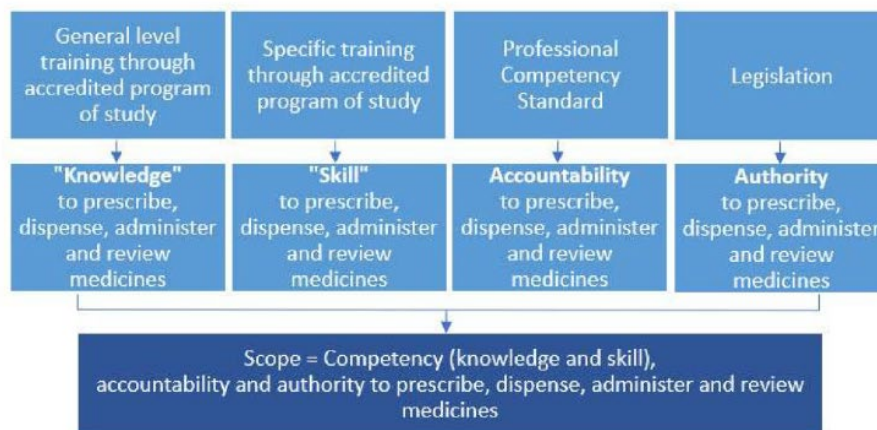 General level
training through
accredited program
of study
Specific training
through accredited
program of study
Professional
Competency
Standard
Legislation
"Knowledge"
to prescribe,
dispense, administer
and review
medicines
"Skill"
to prescribe,
dispense, administer
and review
medicines
Accountability
to prescribe,
dispense, administer
and review
medicines
Authority
to prescribe,
dispense, administer
and review
medicines
Scope = Competency (knowledge and skill),
accountability and authority to prescribe, dispense, administer and review
medicines